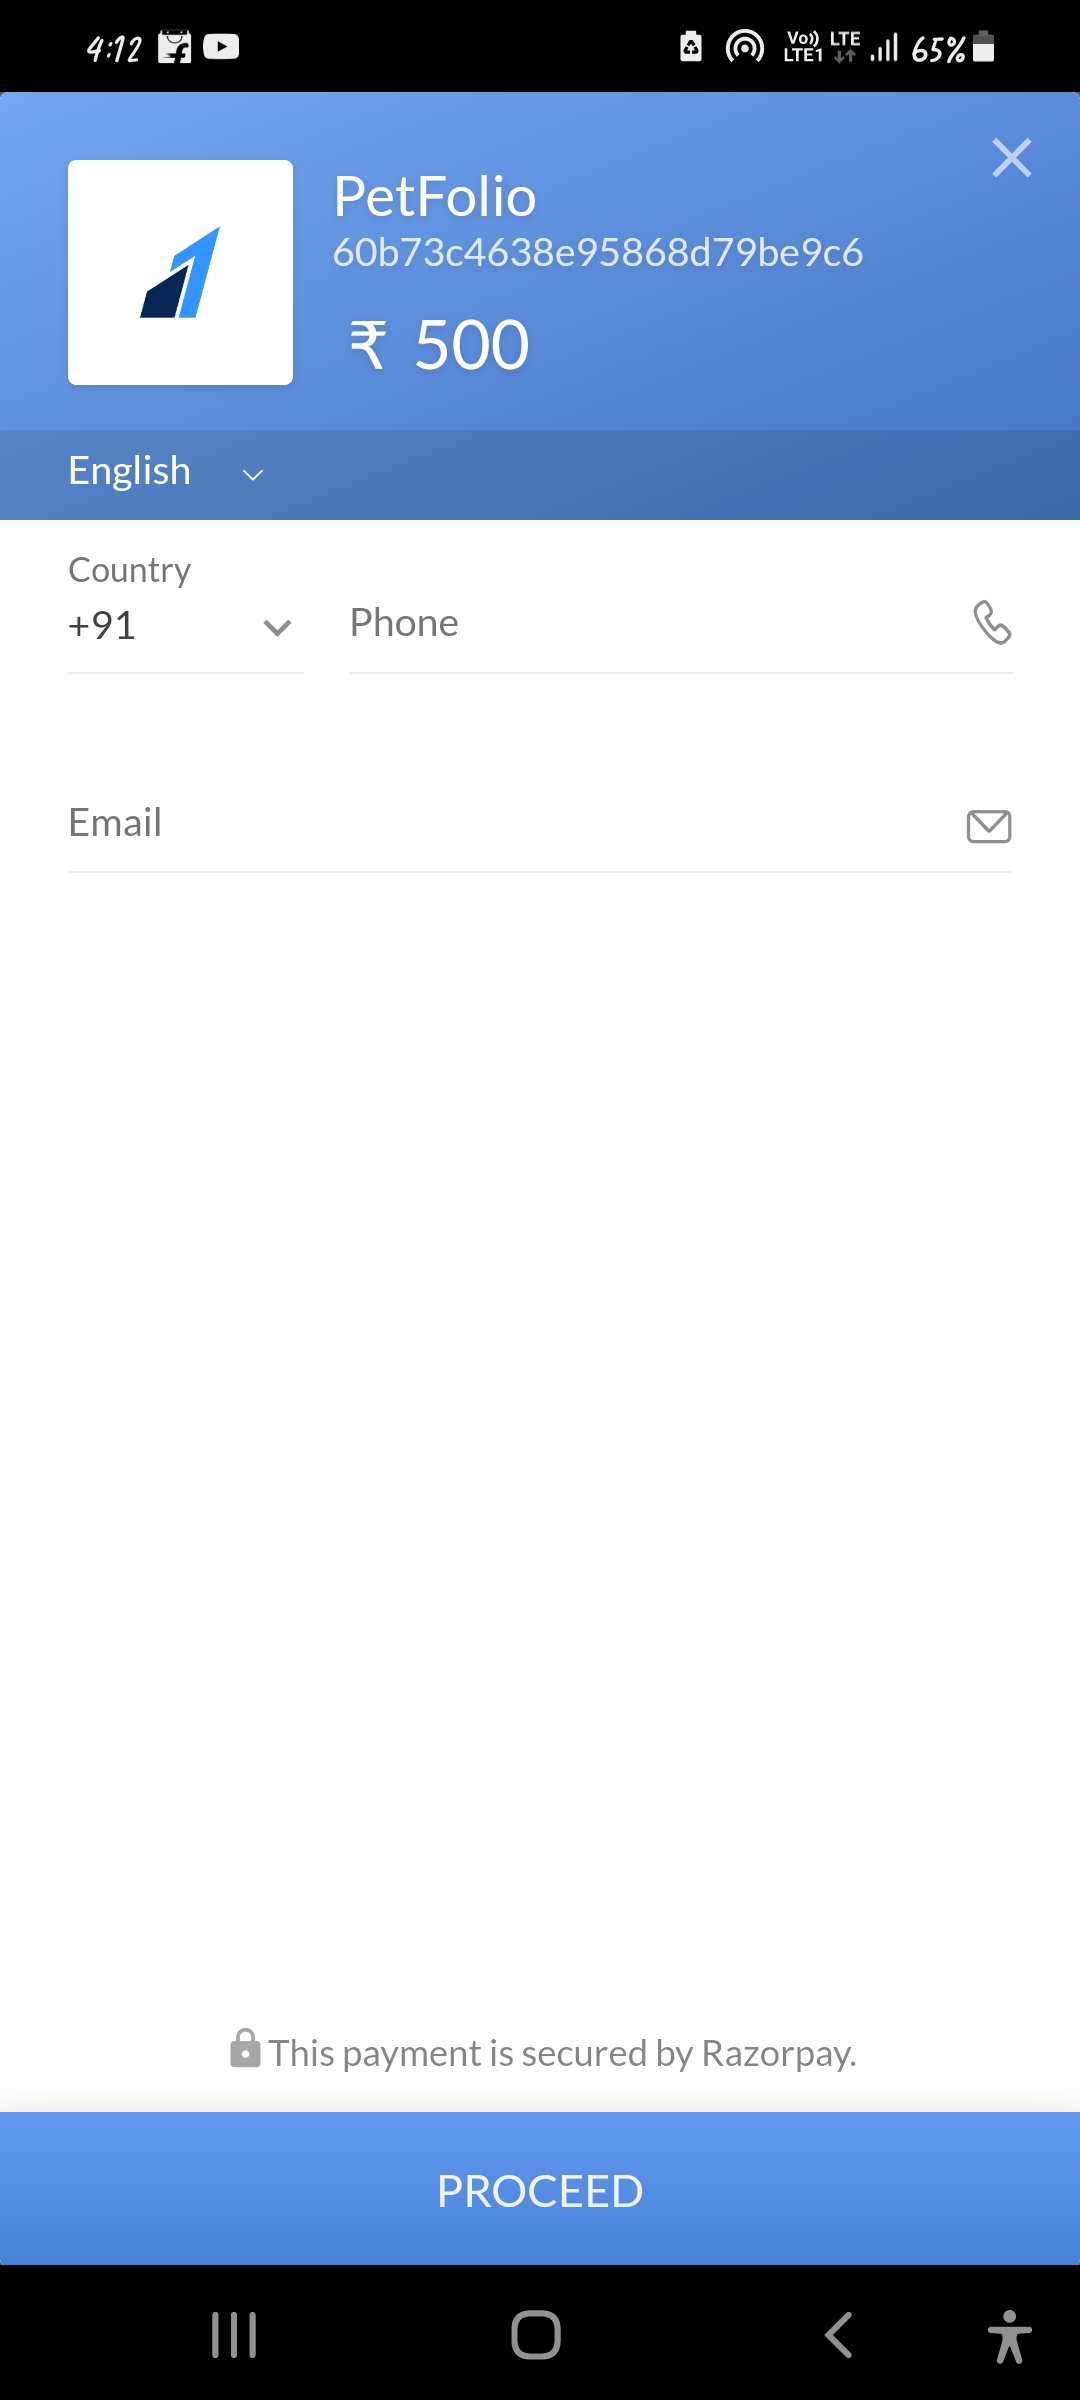 4:12
Vo)) LTE1 LTE 65%
PetFolio
60b73c4638e95868d79be9c6
₹ 500
English
Country
+91
Phone
Email
This payment is secured by Razorpay.
PROCEED